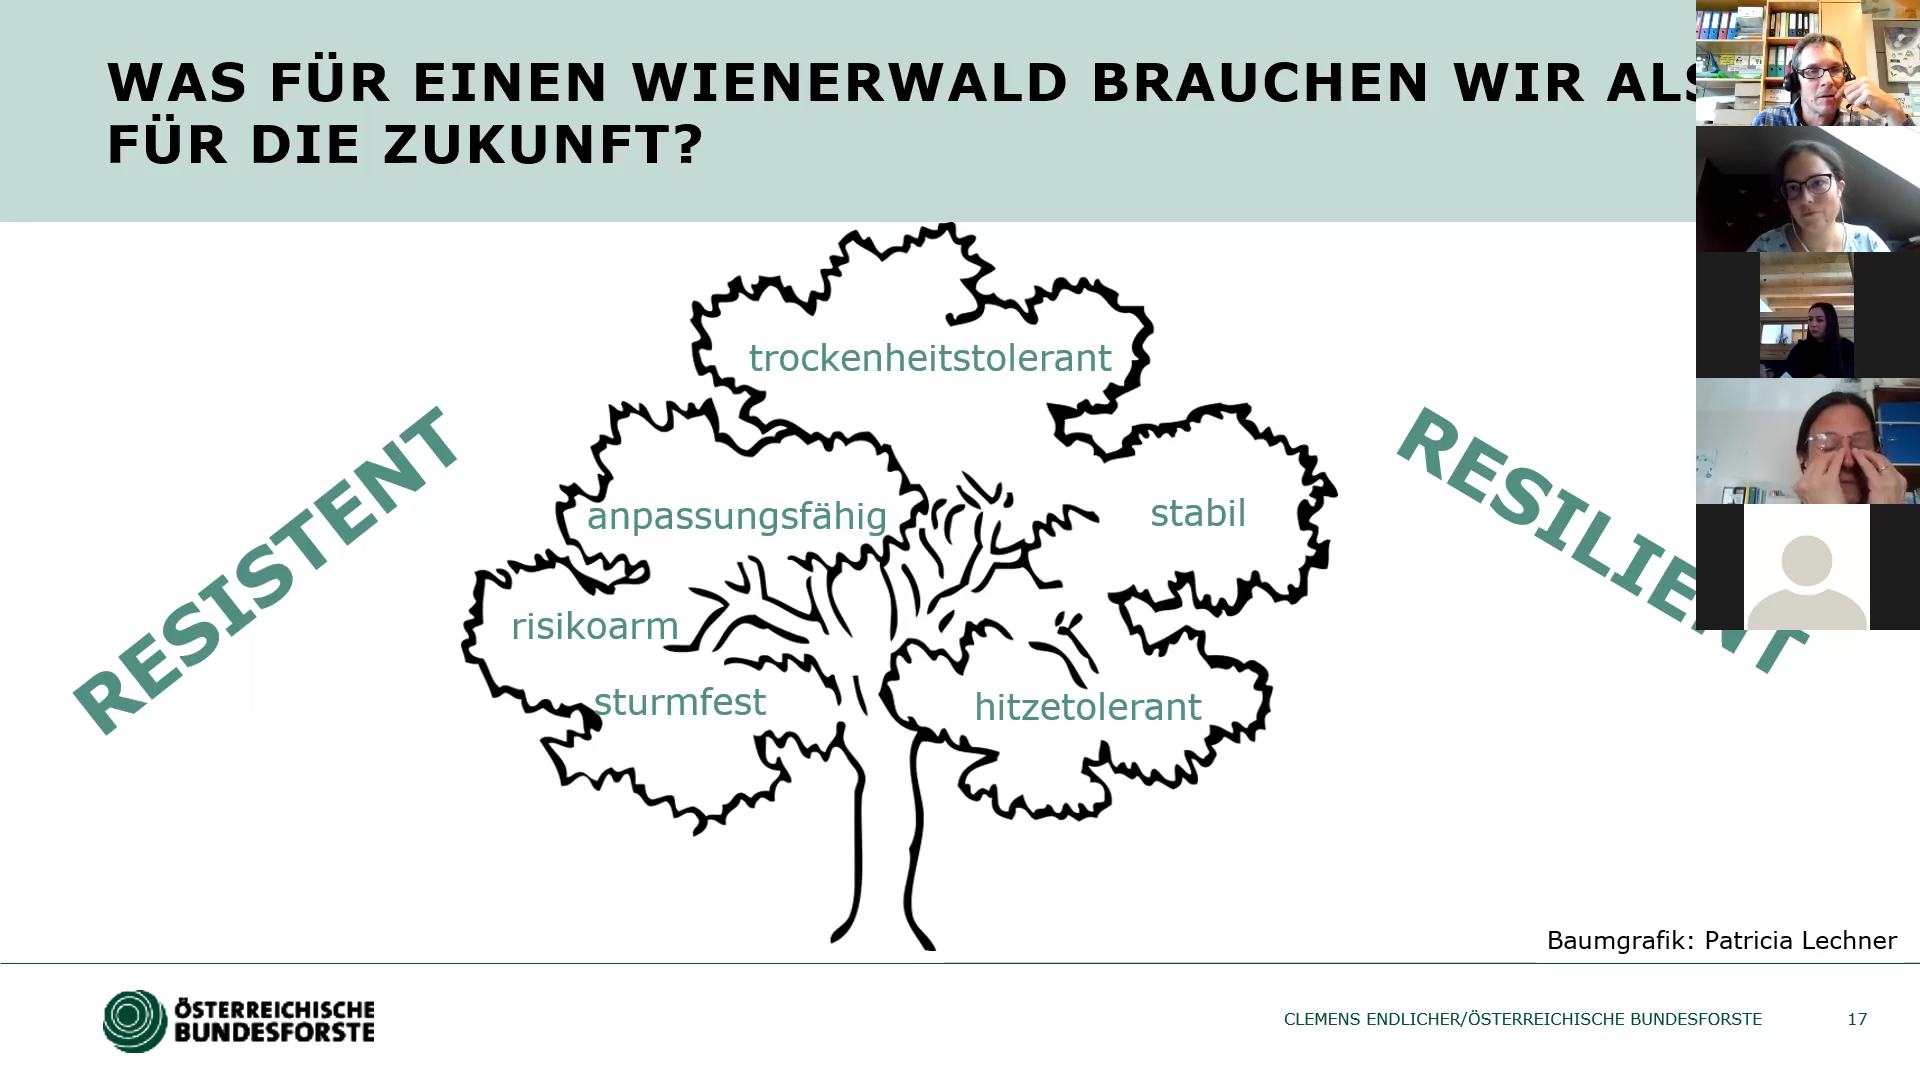 WAS FÜR EINEN WIENERWALD BRAUCHEN WIR ALS
FÜR DIE ZUKUNFT?
trockenheitstolerant
RESISTENT
RESILIENT
anpassungsfähig
stabil
risikoarm
sturmfest
hitzetolerant
Baumgrafik: Patricia Lechner
ÖSTERREICHISCHE
BUNDESFORSTE
CLEMENS ENDLICHER/ÖSTERREICHISCHE BUNDESFORSTE
17